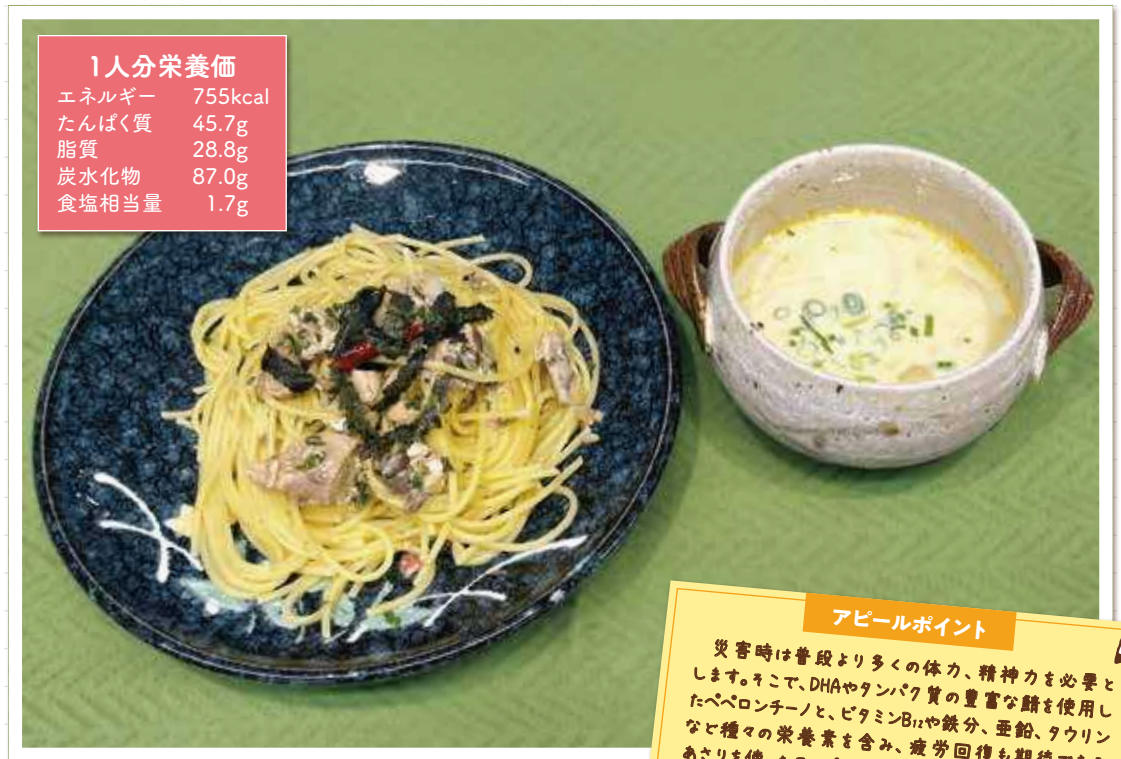 1人分栄養価
エネルギー 755kcal
たんぱく質 45.7g
脂質 28.8g
炭水化物 87.0g
食塩相当量 1.7g
アピールポイント
災害時は普段より多くの体力、精神力を必要と
します。そこで、DHAやタンパク質の豊富な鯖を使用し
たペペロンチーノと、ビタミンB₁₂や鉄分、亜鉛、タウリン
など種々の栄養素を含み、疲労回復も期待できる
あさりを使った